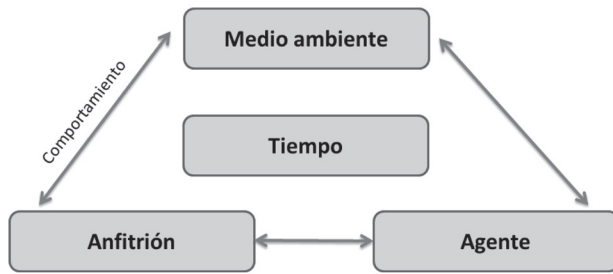 Medio ambiente
Comportamiento
Tiempo
Anfitrión
Agente